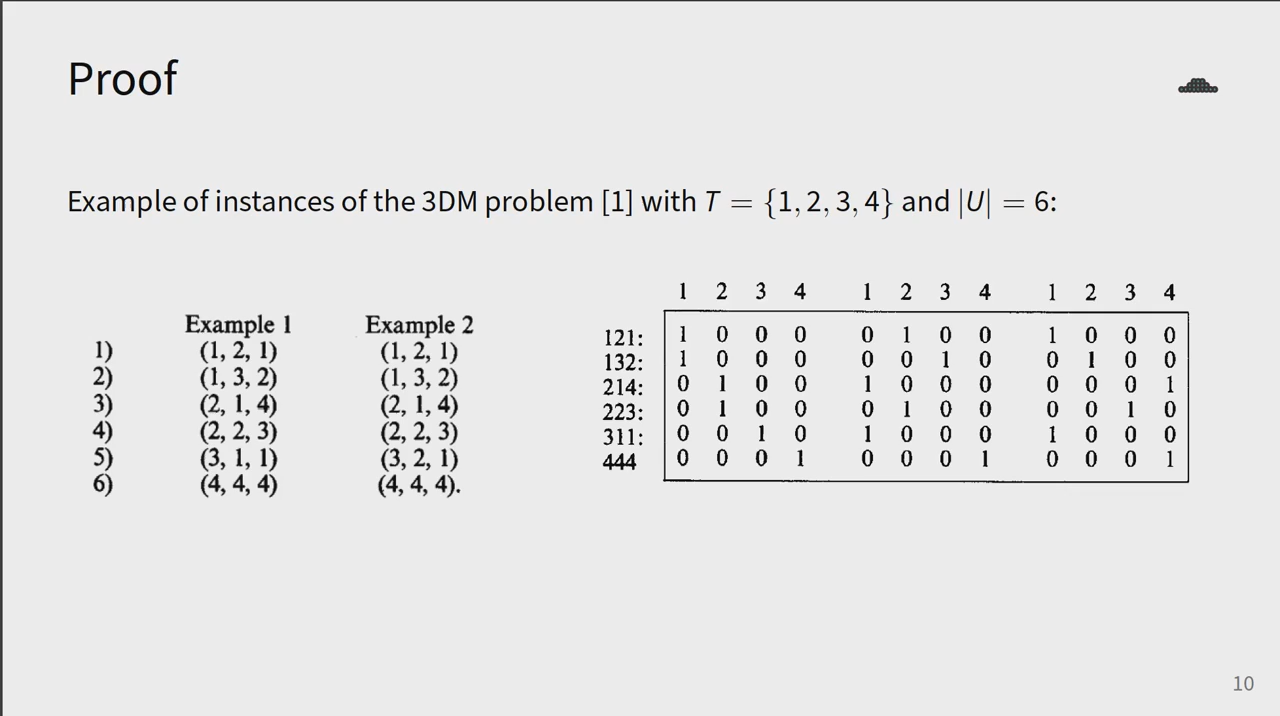 Proof
Example of instances of the 3DM problem [1] with T = {1, 2, 3, 4} and |U| = 6:
Example 1 Example 2
1) (1, 2, 1) (1, 2, 1)
2) (1, 3, 2) (1, 3, 2)
3) (2, 1, 4) (2, 1, 4)
4) (2, 2, 3) (2, 2, 3)
5) (3, 1, 1) (3, 2, 1)
6) (4, 4, 4) (4, 4, 4).
1 2 3 4 1 2 3 4 1 2 3 4
121: 1 0 0 0 0 1 0 0 1 0 0 0
132: 1 0 0 0 0 0 1 0 0 1 0 0
214: 0 1 0 0 1 0 0 0 0 0 0 1
223: 0 1 0 0 0 1 0 0 0 0 1 0
311: 0 0 1 0 1 0 0 0 1 0 0 0
444 0 0 0 1 0 0 0 1 0 0 0 1
10